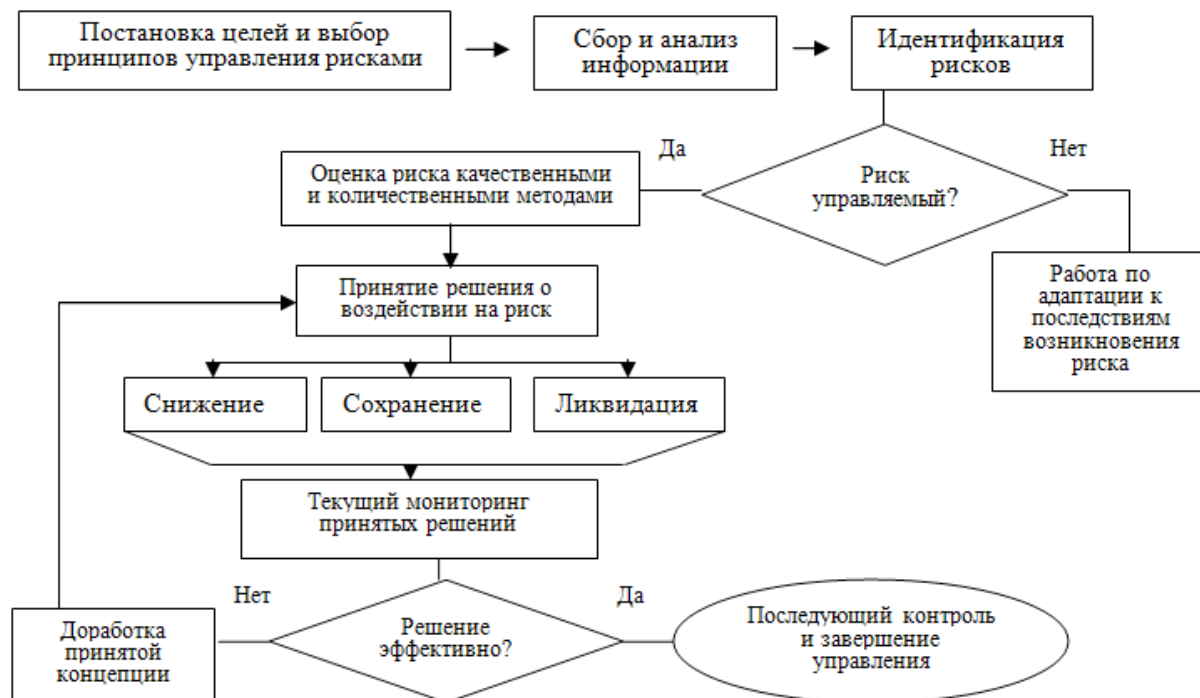 Постановка целей и выбор
принципов управления рисками
Сбор и анализ
информации
Идентификация
рисков
Да
Нет
Риск
управляемый?
Оценка риска качественными
и количественными методами
Работа по
адаптации к
последствиям
возникновения
риска
Принятие решения о
воздействии на риск
Снижение
Сохранение
Ликвидация
Текущий мониторинг
принятых решений
Нет
Да
Решение
эффективно?
Доработка
принятой
концепции
Последующий контроль
и завершение
управления